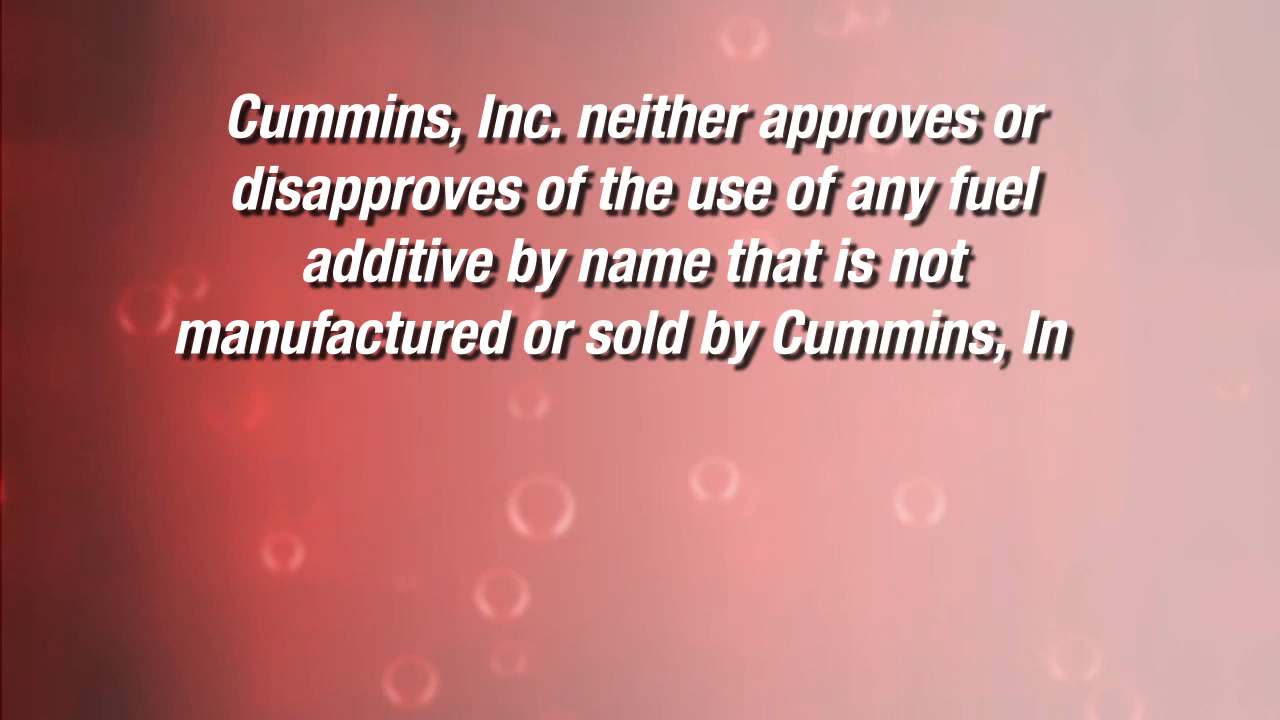 Cummins, Inc. neither approves or
disapproves of the use of any fuel
additive by name that is not
manufactured or sold by Cummins, In